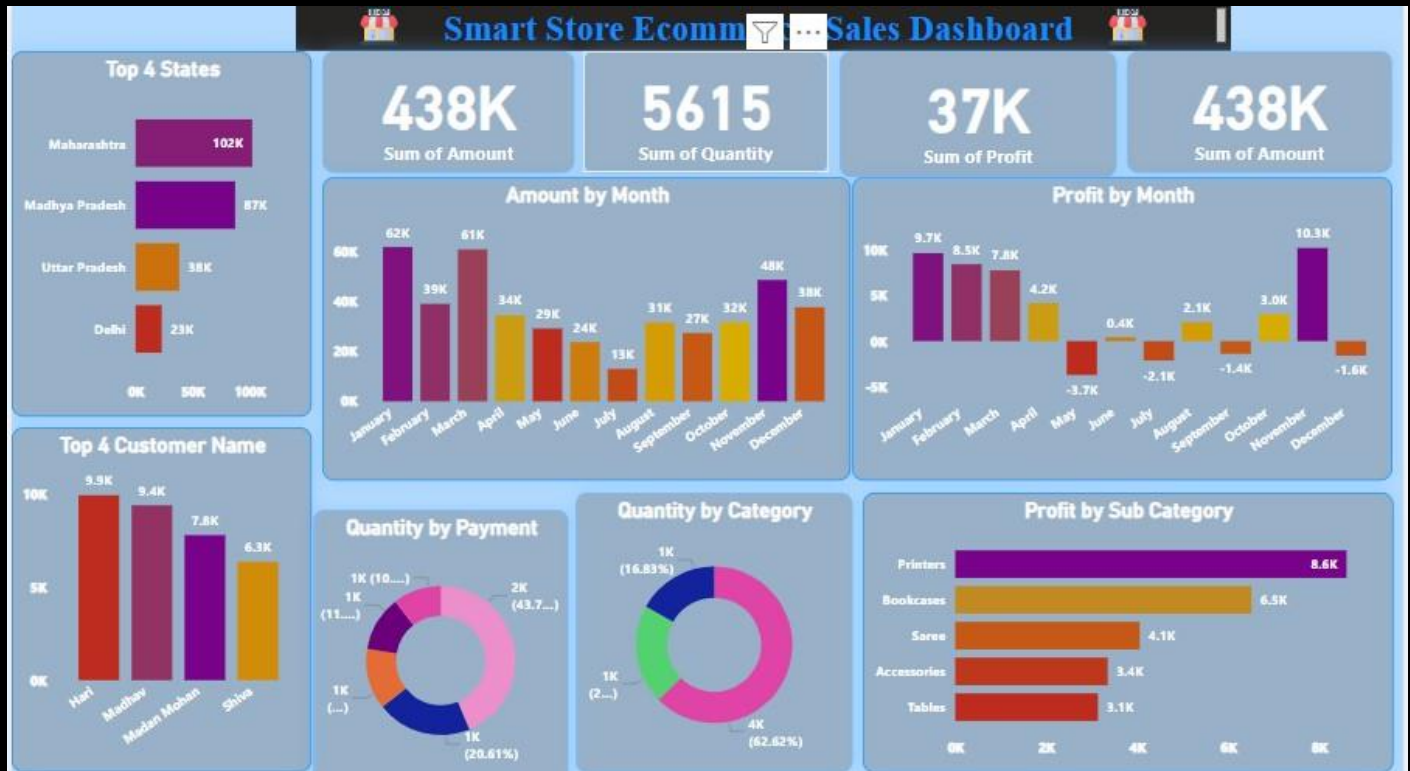 Smart Store Ecomm Sales Dashboard
Top 4 States
Maharashtra 102K
Madhya Pradesh 87K
Uttar Pradesh 38K
Delhi 23K
0K 50K 100K
438K
Sum of Amount
5615
Sum of Quantity
37K
Sum of Profit
438K
Sum of Amount
Amount by Month
60K
40K
20K
0K
62K 39K 61K 34K 29K 24K 13K 31K 27K 32K 48K 38K
January February March April May June July August September October November December
Profit by Month
10K
5K
0K
-5K
9.7K 8.5K 7.8K 4.2K -3.7K 0.4K -2.1K 2.1K -1.4K 3.0K 10.3K -1.6K
January February March April May June July August September October November December
Top 4 Customer Name
10K
5K
0K
9.9K 9.4K 7.8K 6.3K
Hari Madhav Madan Mohan Shiva
Quantity by Payment
1K (10....)
2K
(43.7...)
1K
(11....)
1K
(...)
1K
(20.61%)
Quantity by Category
1K
(16.83%)
1K
(2...)
4K
(62.62%)
Profit by Sub Category
Printers 8.6K
Bookcases 6.5K
Saree 4.1K
Accessories 3.4K
Tables 3.1K
0K 2K 4K 6K 8K